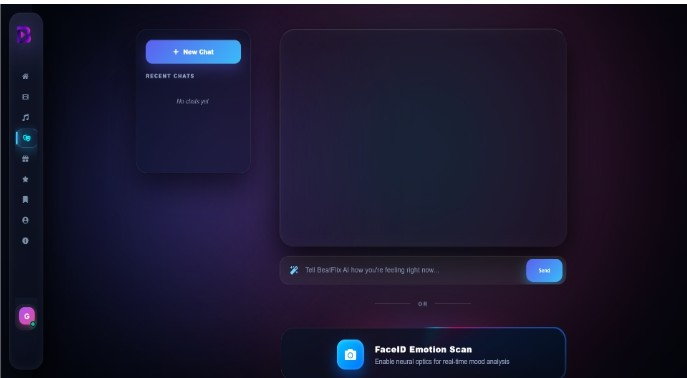 + New Chat
RECENT CHATS
No chats yet
Tell BeatFlix AI how you're feeling right now...
Send
OR
G
FaceID Emotion Scan
Enable neural optics for real-time mood analysis